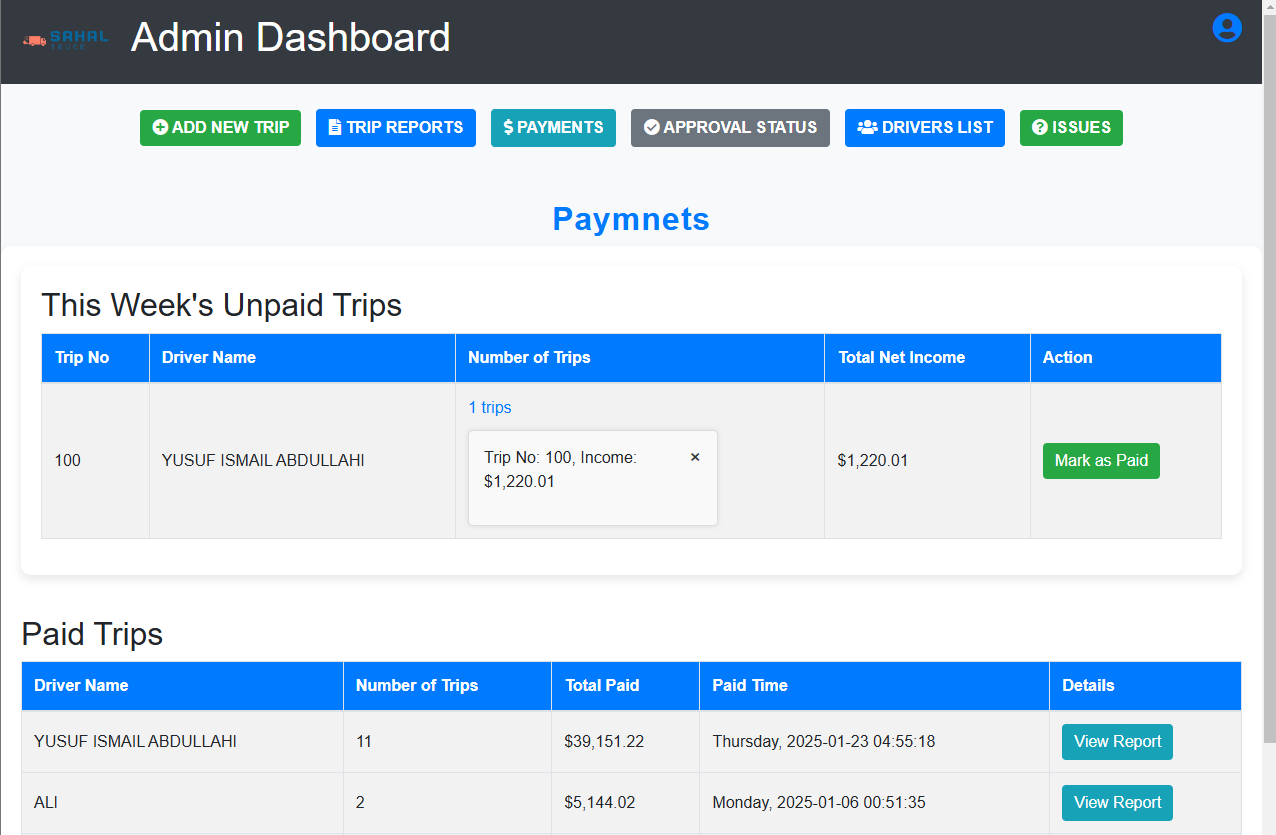 SAHAL
TRUCK
Admin Dashboard
ADD NEW TRIP
TRIP REPORTS
$ PAYMENTS
APPROVAL STATUS
DRIVERS LIST
? ISSUES
Paymnets
This Week's Unpaid Trips
Trip No Driver Name Number of Trips Total Net Income Action
1 trips
100 YUSUF ISMAIL ABDULLAHI Trip No: 100, Income: × $1,220.01 Mark as Paid
$1,220.01
Paid Trips
Driver Name Number of Trips Total Paid Paid Time Details
YUSUF ISMAIL ABDULLAHI 11 $39,151.22 Thursday, 2025-01-23 04:55:18 View Report
ALI 2 $5,144.02 Monday, 2025-01-06 00:51:35 View Report